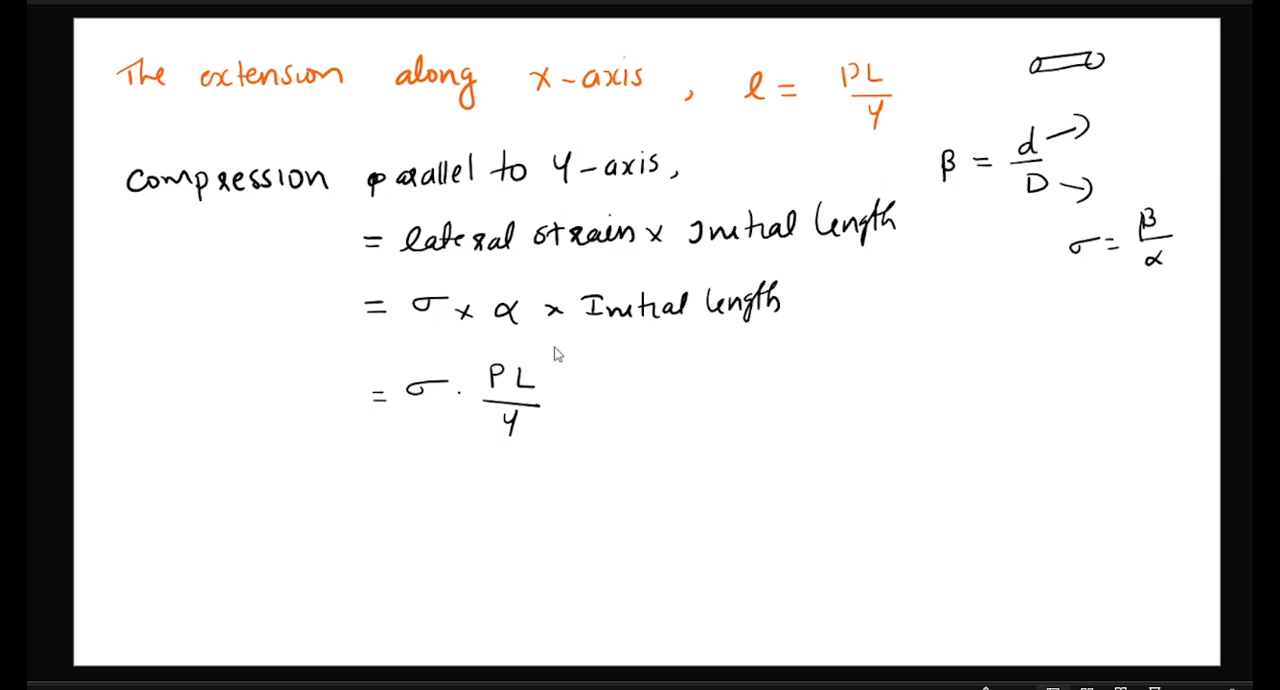 The extension along x-axis, l = PL/Y
Compression parallel to Y-axis,
= lateral strain x Initial length
= σ x α x Initial length
= σ . PL/Y
β = d/D
σ = β/α